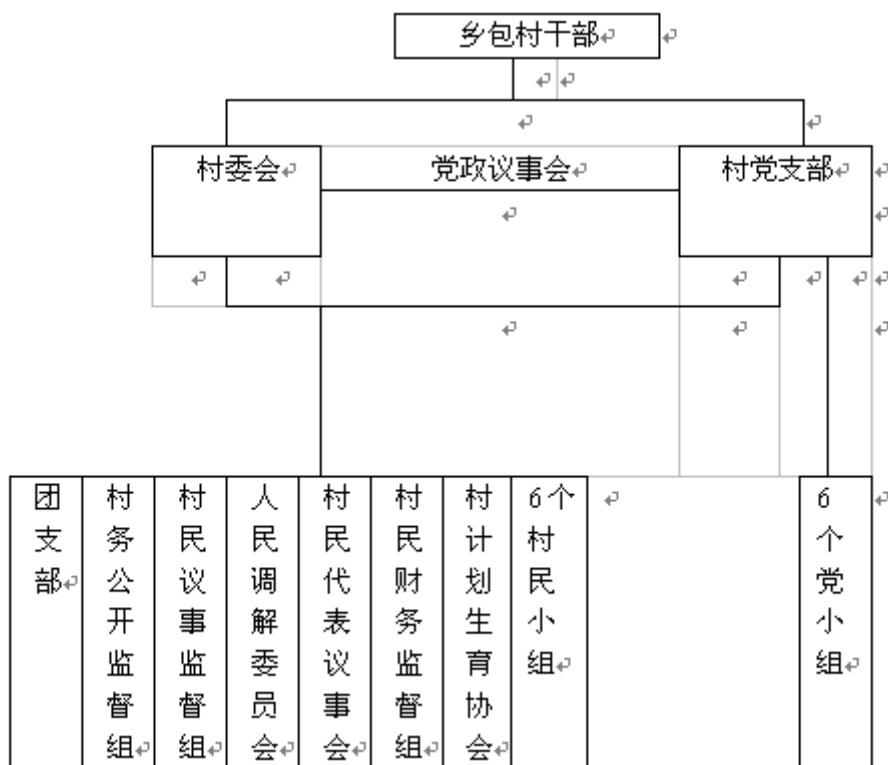 乡包村干部
村委会
党政议事会
村党支部
团支部
村务公开监督组
村民议事监督组
人民调解委员会
村民代表议事会
村民财务监督组
村计划生育协会
6个村民小组
6个党小组